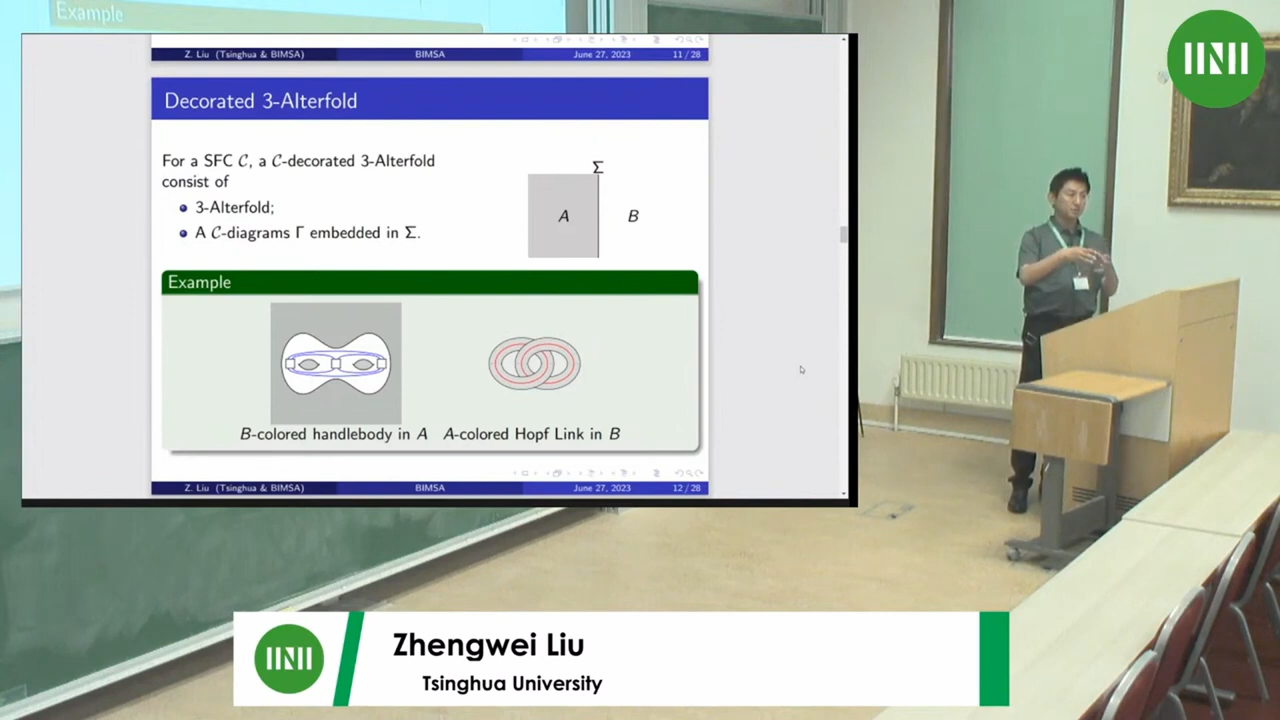 Example
Z. Liu (Tsinghua & BIMSA) BIMSA June 27, 2023 11 / 28
Decorated 3-Alterfold
For a SFC 𝒞, a 𝒞-decorated 3-Alterfold
consist of
3-Alterfold;
A 𝒞-diagrams Γ embedded in Σ.
Σ
A B
Example
B-colored handlebody in A A-colored Hopf Link in B
Z. Liu (Tsinghua & BIMSA) BIMSA June 27, 2023 12 / 28
Zhengwei Liu
Tsinghua University